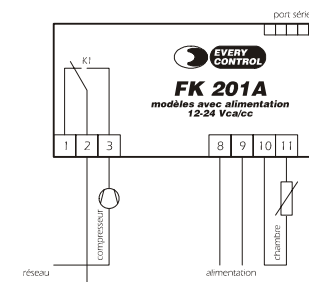 port série
K1
EVERY
CONTROL
FK 201A
modèles avec alimentation
12-24 Vca/cc
1 2 3 8 9 10 11
compresseur
chambre
réseau
alimentation